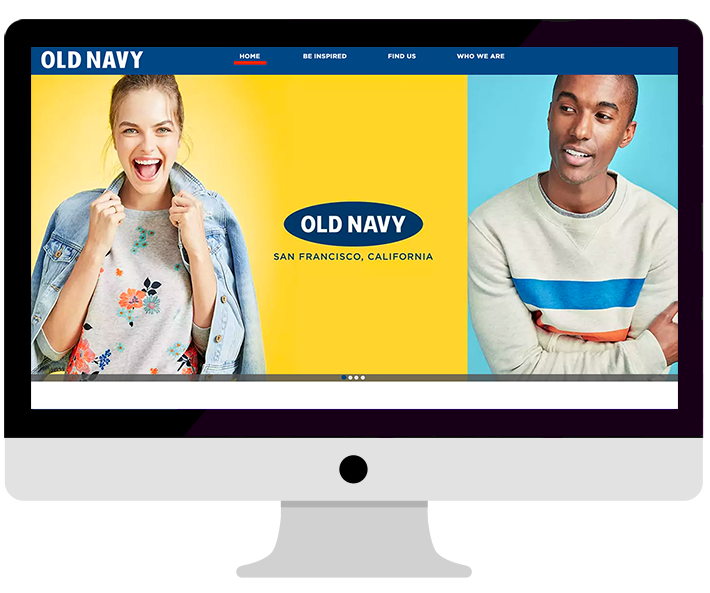 OLD NAVY
HOME BE INSPIRED FIND US WHO WE ARE
OLD NAVY
SAN FRANCISCO, CALIFORNIA